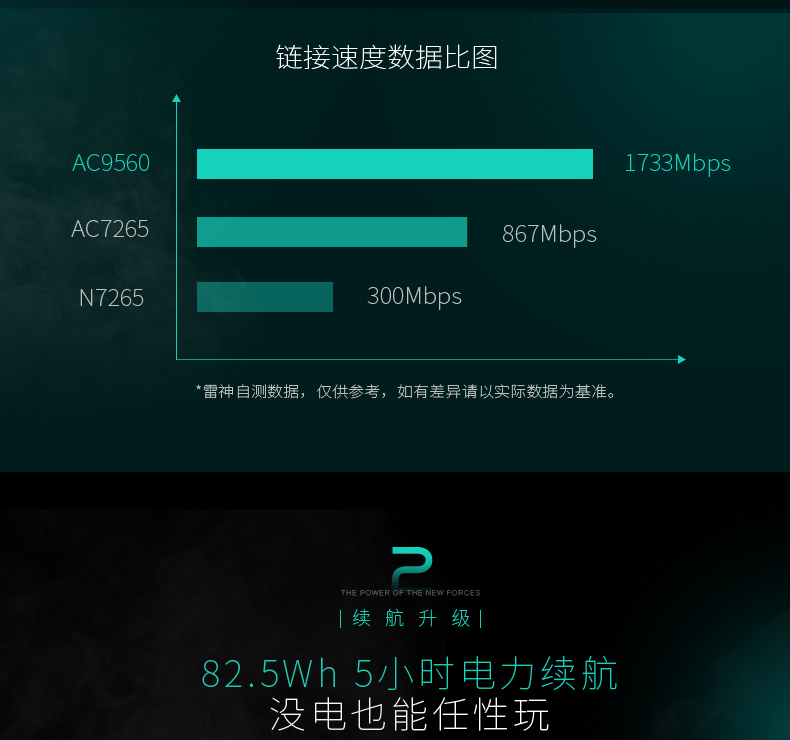 链接速度数据比图
AC9560 1733Mbps
AC7265 867Mbps
N7265 300Mbps
*雷神自测数据，仅供参考，如有差异请以实际数据为基准。
THE POWER OF THE NEW FORCES
|续航升级|
82.5Wh 5小时电力续航
没电也能任性玩